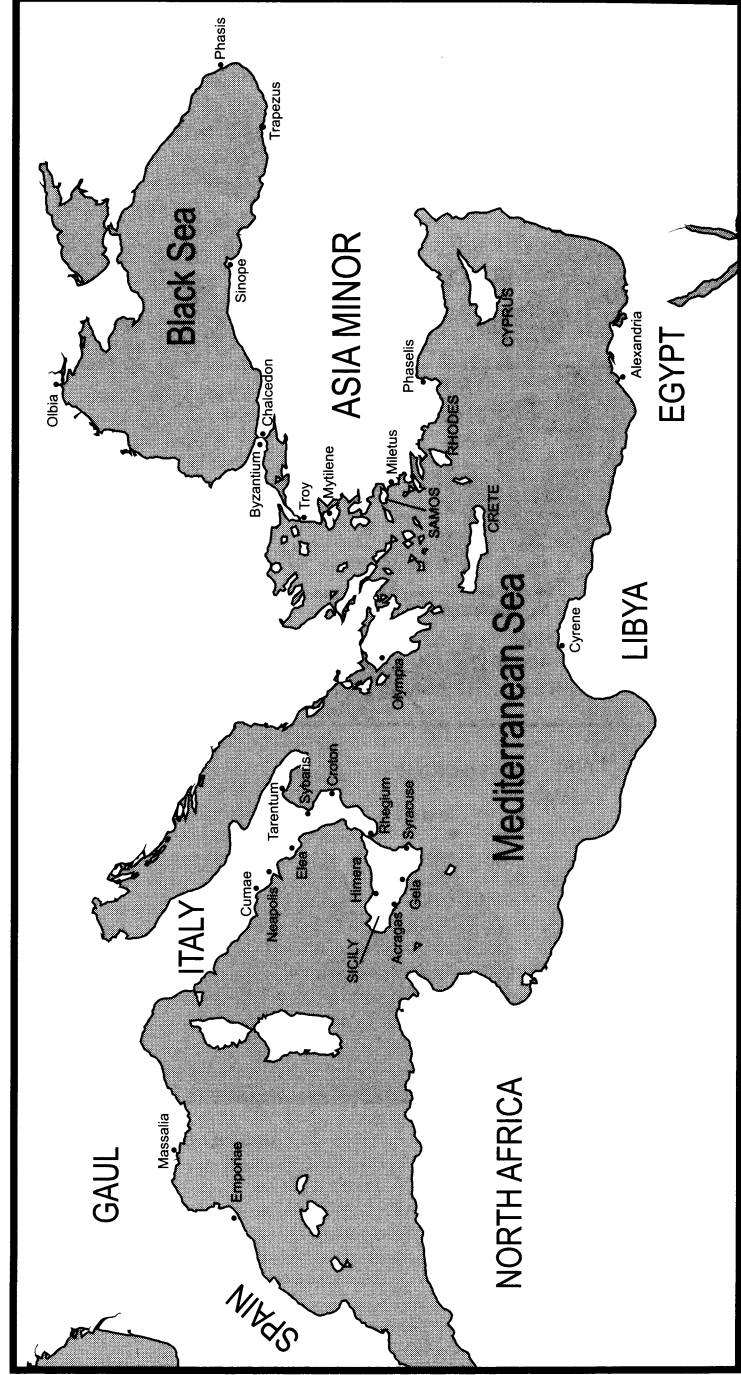 GAUL
Massalia
Emporiae
SPAIN
ITALY
Cumae
Neapolis
Elea
Tarentum
Sybaris
Croton
Rhegium
Himera
SICILY
Acragas
Gela
Syracuse
NORTH AFRICA
Mediterranean Sea
Olympia
Cyrene
LIBYA
CRETE
SAMOS
Miletus
Mytilene
Troy
Byzantium
Chalcedon
RHODES
Phaselis
ASIA MINOR
Olbia
Black Sea
Sinope
Trapezus
Phasis
CYPRUS
Alexandria
EGYPT